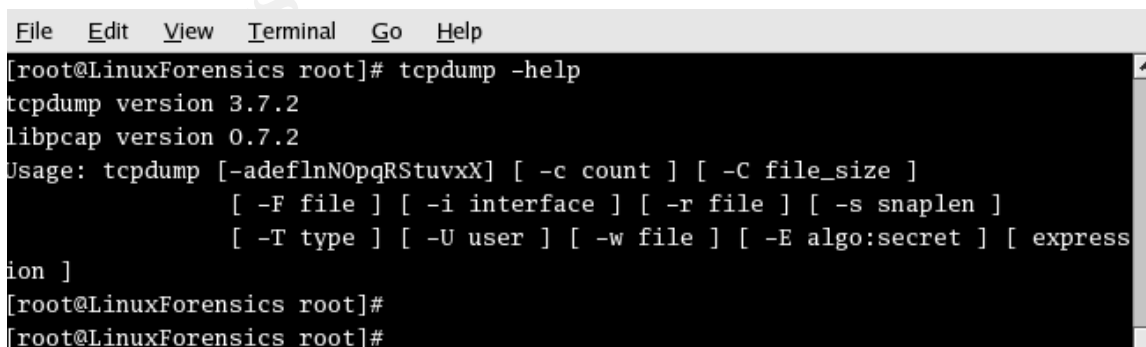 File Edit View Terminal Go Help
[root@LinuxForensics root]# tcpdump -help
tcpdump version 3.7.2
libpcap version 0.7.2
Usage: tcpdump [-adeflnNOpqRStuvxX] [ -c count ] [ -C file_size ]
[ -F file ] [ -i interface ] [ -r file ] [ -s snaplen ]
[ -T type ] [ -U user ] [ -w file ] [ -E algo:secret ] [ express
ion ]
[root@LinuxForensics root]#
[root@LinuxForensics root]#